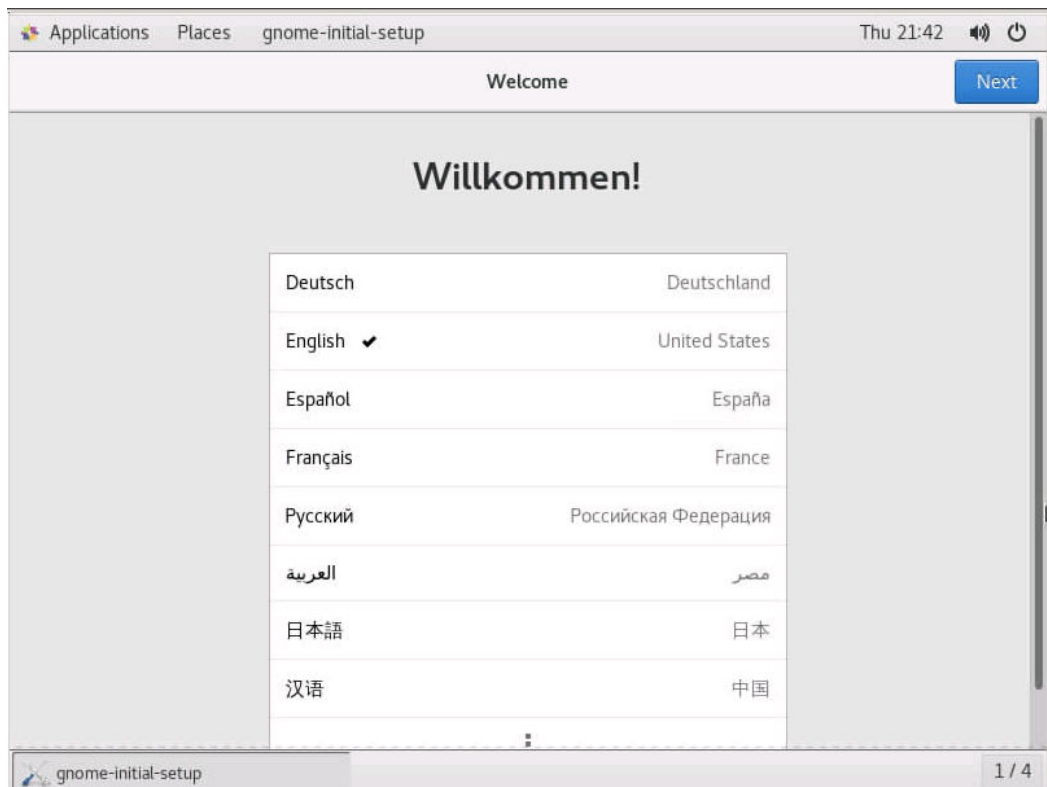 Applications Places gnome-initial-setup Thu 21:42
Welcome Next
Willkommen!
Deutsch Deutschland
English United States
Español España
Français France
Русский Российская Федерация
العربية مصر
日本語 日本
汉语 中国
gnome-initial-setup 1 / 4